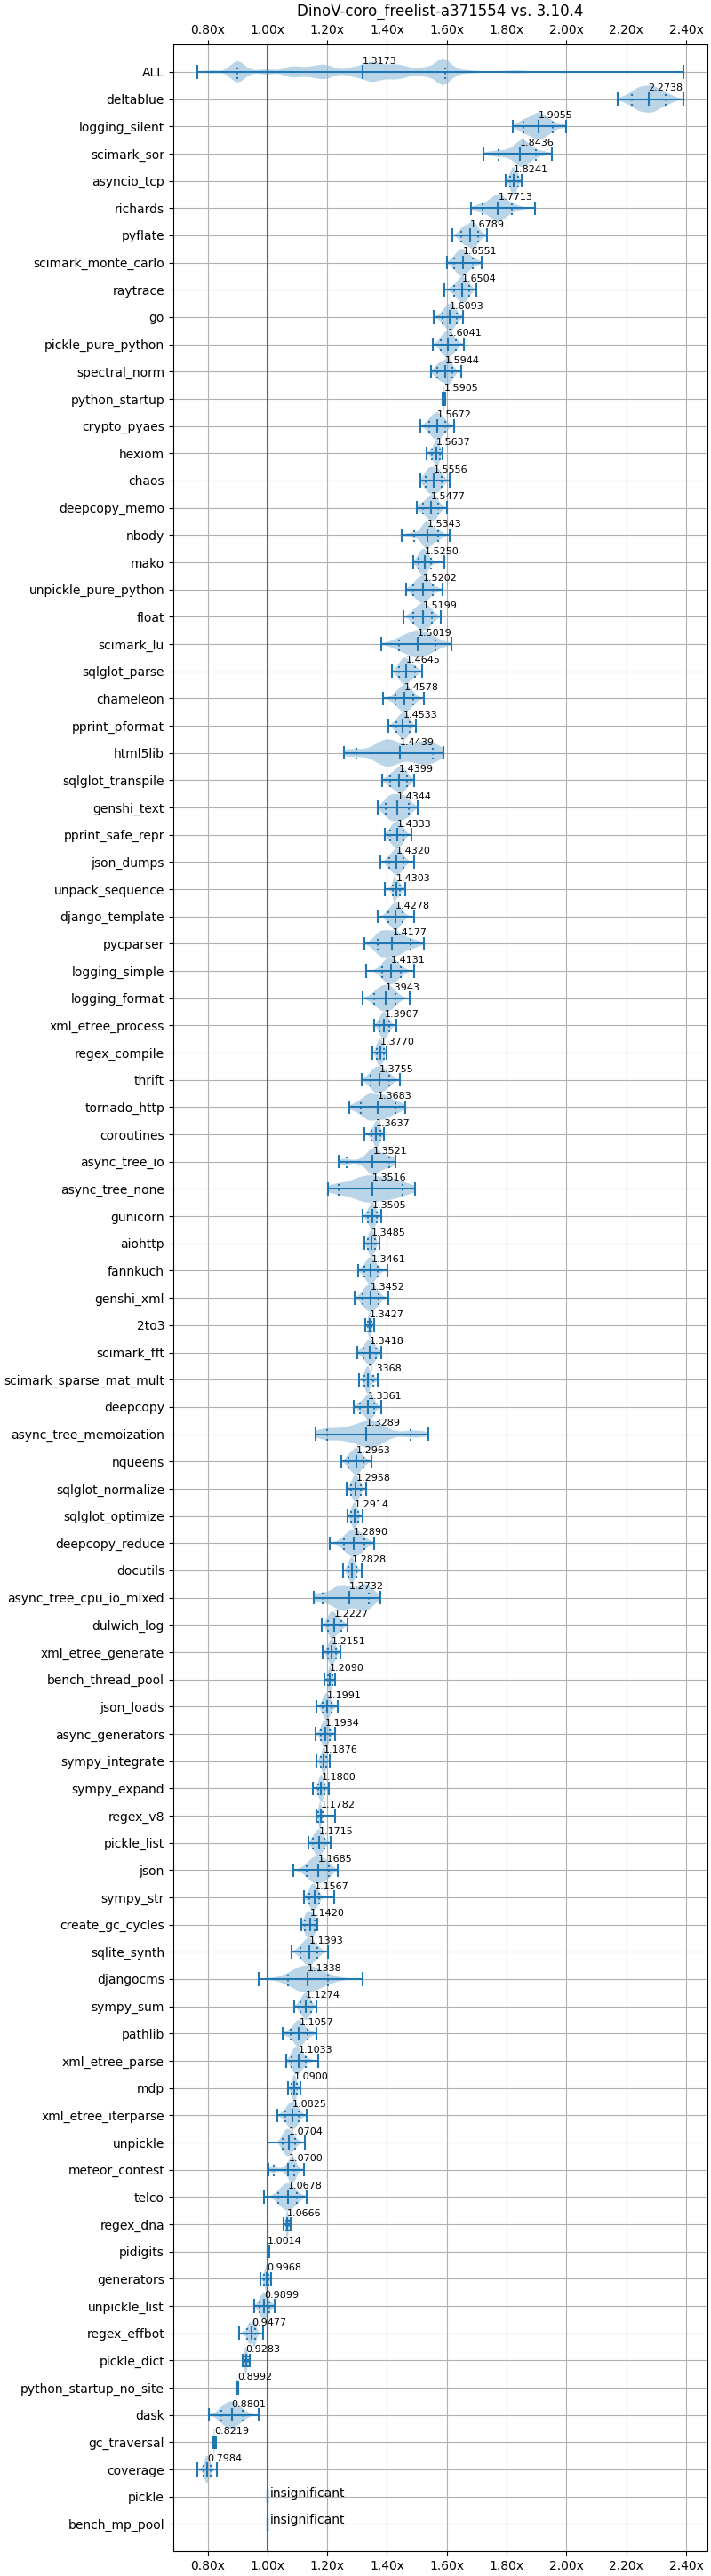 DinoV-coro_freelist-a371554 vs. 3.10.4
0.80x 1.00x 1.20x 1.40x 1.60x 1.80x 2.00x 2.20x 2.40x
ALL 1.3173
deltablue 2.2738
logging_silent 1.9055
scimark_sor 1.8436
asyncio_tcp 1.8241
richards 1.7713
pyflate 1.6789
scimark_monte_carlo 1.6551
raytrace 1.6504
go 1.6093
pickle_pure_python 1.6041
spectral_norm 1.5944
python_startup 1.5905
crypto_pyaes 1.5672
hexiom 1.5637
chaos 1.5556
deepcopy_memo 1.5477
nbody 1.5343
mako 1.5250
unpickle_pure_python 1.5202
float 1.5199
scimark_lu 1.5019
sqlglot_parse 1.4645
chameleon 1.4578
pprint_pformat 1.4533
html5lib 1.4439
sqlglot_transpile 1.4399
genshi_text 1.4344
pprint_safe_repr 1.4333
json_dumps 1.4320
unpack_sequence 1.4303
django_template 1.4278
pycparser 1.4177
logging_simple 1.4131
logging_format 1.3943
xml_etree_process 1.3907
regex_compile 1.3770
thrift 1.3755
tornado_http 1.3683
coroutines 1.3637
async_tree_io 1.3521
async_tree_none 1.3516
gunicorn 1.3505
aiohttp 1.3485
fannkuch 1.3461
genshi_xml 1.3452
2to3 1.3427
scimark_fft 1.3418
scimark_sparse_mat_mult 1.3368
deepcopy 1.3361
async_tree_memoization 1.3289
nqueens 1.2963
sqlglot_normalize 1.2958
sqlglot_optimize 1.2914
deepcopy_reduce 1.2890
docutils 1.2828
async_tree_cpu_io_mixed 1.2732
dulwich_log 1.2227
xml_etree_generate 1.2151
bench_thread_pool 1.2090
json_loads 1.1991
async_generators 1.1934
sympy_integrate 1.1876
sympy_expand 1.1800
regex_v8 1.1782
pickle_list 1.1715
json 1.1685
sympy_str 1.1567
create_gc_cycles 1.1420
sqlite_synth 1.1393
djangocms 1.1338
sympy_sum 1.1274
pathlib 1.1057
xml_etree_parse 1.1033
mdp 1.0900
xml_etree_iterparse 1.0825
unpickle 1.0704
meteor_contest 1.0700
telco 1.0678
regex_dna 1.0666
pidigits 1.0014
generators 0.9968
unpickle_list 0.9899
regex_effbot 0.9477
pickle_dict 0.9283
python_startup_no_site 0.8992
dask 0.8801
gc_traversal 0.8219
coverage 0.7984
pickle insignificant
bench_mp_pool insignificant
0.80x 1.00x 1.20x 1.40x 1.60x 1.80x 2.00x 2.20x 2.40x